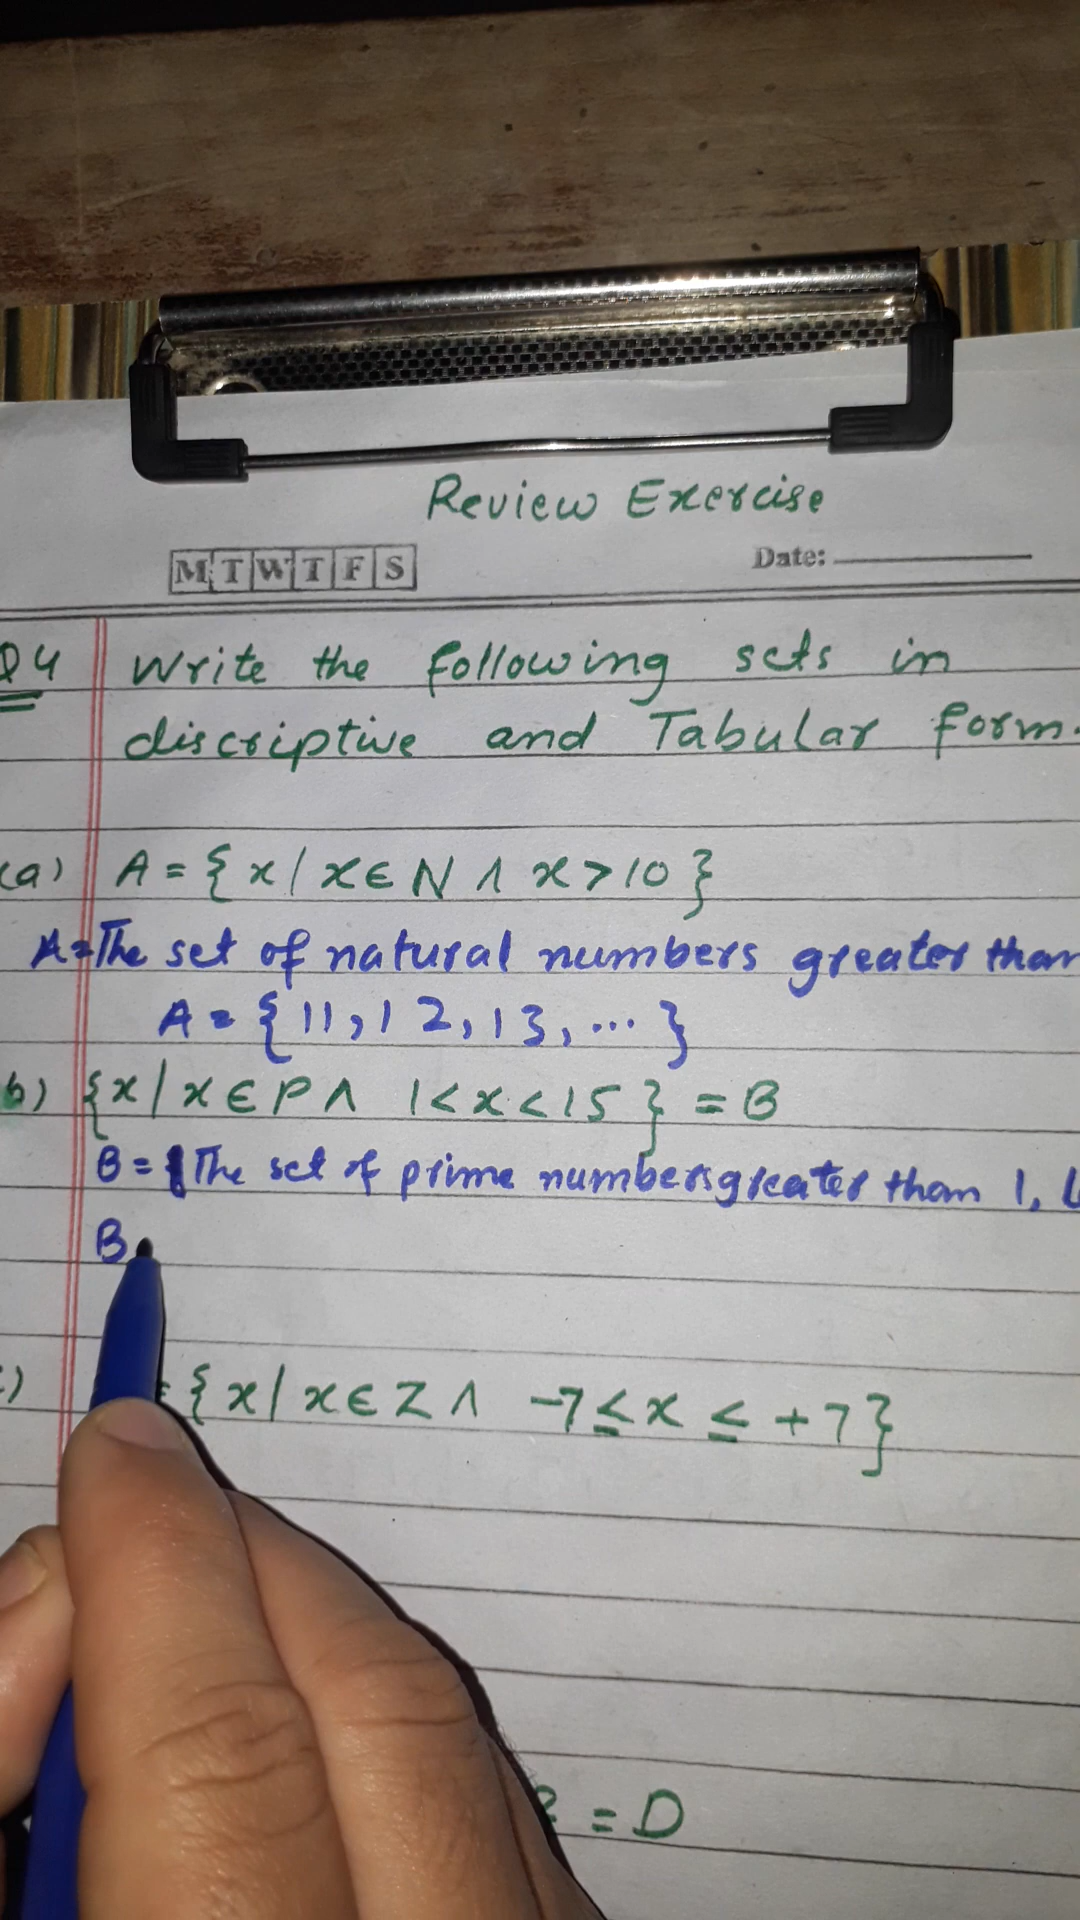 Review Exercise
M T W T F S
Date:
Q4 Write the following sets in
discriptive and Tabular form.
(a) A = { x / x ∈ N ∧ x > 10 }
A = The set of natural numbers greater than
A = { 11, 12, 13, ... }
b) { x / x ∈ P ∧ 1 < x < 15 } = B
B = The set of prime numbers greater than 1,
B
) = { x / x ∈ Z ∧ -7 ≤ x ≤ +7 }
= D